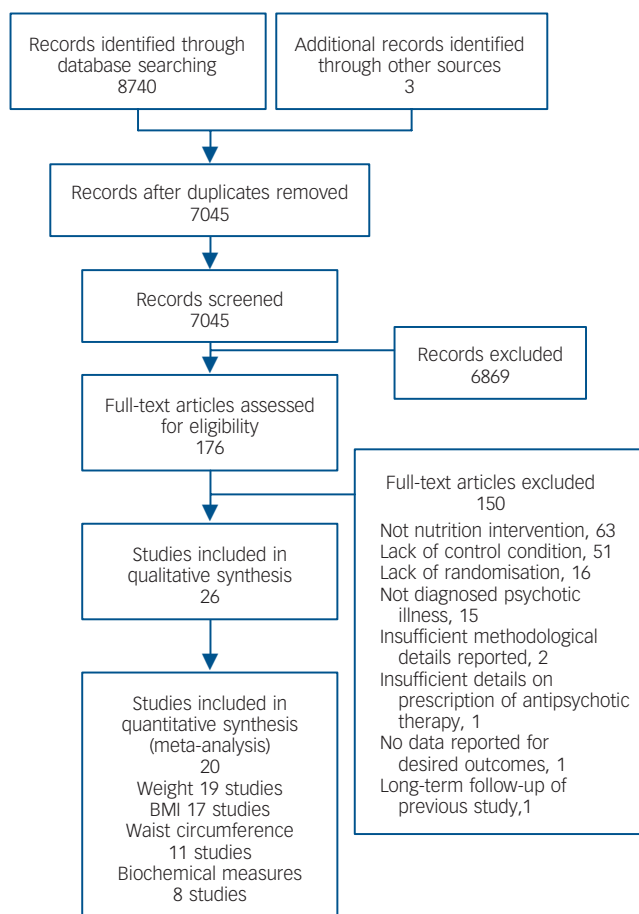 Records identified through
database searching
8740
Additional records identified
through other sources
3
Records after duplicates removed
7045
Records screened
7045
Records excluded
6869
Full-text articles assessed
for eligibility
176
Full-text articles excluded
150
Not nutrition intervention, 63
Lack of control condition, 51
Lack of randomisation, 16
Not diagnosed psychotic
illness, 15
Insufficient methodological
details reported, 2
Insufficient details on
prescription of antipsychotic
therapy, 1
No data reported for
desired outcomes, 1
Long-term follow-up of
previous study,1
Studies included in
qualitative synthesis
26
Studies included in
quantitative synthesis
(meta-analysis)
20
Weight 19 studies
BMI 17 studies
Waist circumference
11 studies
Biochemical measures
8 studies